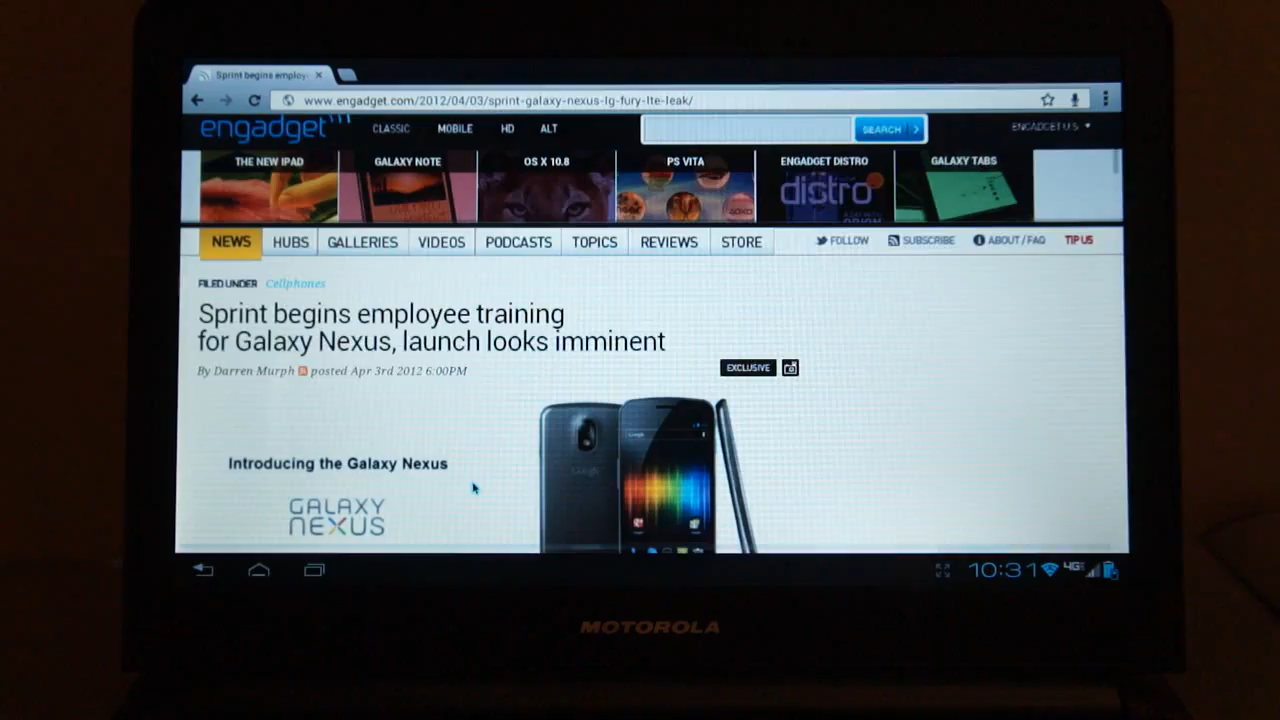 Sprint begins employ
www.engadget.com/2012/04/03/sprint-galaxy-nexus-lg-fury-lte-leak/
engadget CLASSIC MOBILE HD ALT SEARCH ENGADGET U.S
THE NEW IPAD GALAXY NOTE OS X 10.8 PS VITA ENGADGET DISTRO GALAXY TABS
distro
NEWS HUBS GALLERIES VIDEOS PODCASTS TOPICS REVIEWS STORE FOLLOW SUBSCRIBE ABOUT / FAQ TIP US
FILED UNDER Cellphones
Sprint begins employee training
for Galaxy Nexus, launch looks imminent
By Darren Murph posted Apr 3rd 2012 6:00PM
EXCLUSIVE
Google
Introducing the Galaxy Nexus
GALAXY
NEXUS
10:31 4G
MOTOROLA